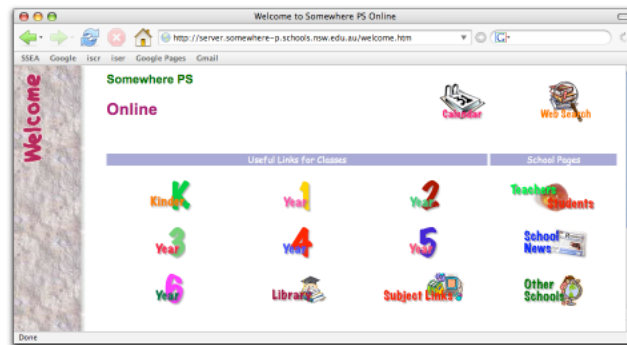 Welcome to Somewhere PS Online
http://server.somewhere-p.schools.nsw.edu.au/welcome.htm
SSEA Google iscr iser Google Pages Gmail
Welcome
Somewhere PS
Online
Calendar
Web Search
Useful Links for Classes
School Pages
Kinder K
Year 1
Year 2
Teachers
Students
Year 3
Year 4
Year 5
School
News
Year 6
Library
Subject Links
Other
Schools
Done